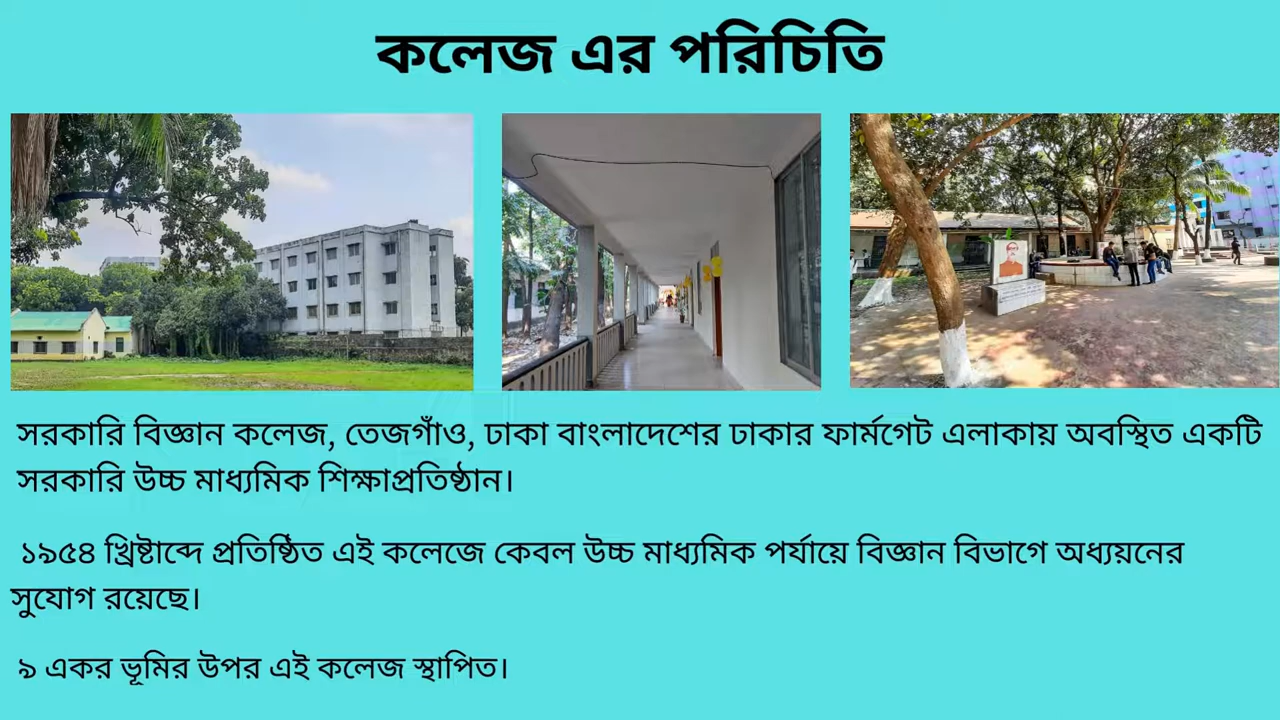 কলেজ এর পরিচিতি
সরকারি বিজ্ঞান কলেজ, তেজগাঁও, ঢাকা বাংলাদেশের ঢাকার ফার্মগেট এলাকায় অবস্থিত একটি
সরকারি উচ্চ মাধ্যমিক শিক্ষাপ্রতিষ্ঠান।
১৯৫৪ খ্রিষ্টাব্দে প্রতিষ্ঠিত এই কলেজে কেবল উচ্চ মাধ্যমিক পর্যায়ে বিজ্ঞান বিভাগে অধ্যয়নের
সুযোগ রয়েছে।
৯ একর ভূমির উপর এই কলেজ স্থাপিত।